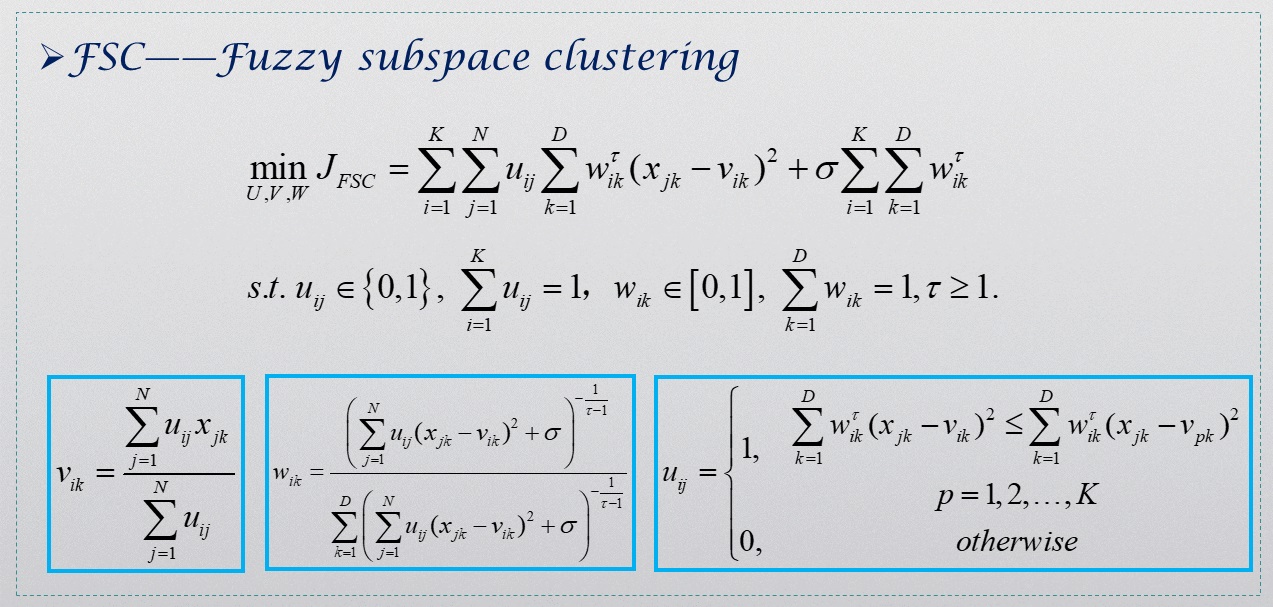 ➢FSC——Fuzzy subspace clustering
\min_{U,V,W} J_{FSC} = \sum_{i=1}^{K} \sum_{j=1}^{N} u_{ij} \sum_{k=1}^{D} w_{ik}^{\tau} (x_{jk} - v_{ik})^2 + \sigma \sum_{i=1}^{K} \sum_{k=1}^{D} w_{ik}^{\tau}
s.t. u_{ij} \in \{0,1\}, \sum_{i=1}^{K} u_{ij} = 1， w_{ik} \in [0,1], \sum_{k=1}^{D} w_{ik} = 1, \tau \geq 1.
v_{ik} = \frac{\sum_{j=1}^{N} u_{ij} x_{jk}}{\sum_{j=1}^{N} u_{ij}}
w_{ik} = \frac{\left( \sum_{j=1}^{N} u_{ij} (x_{jk} - v_{ik})^2 + \sigma \right)^{-\frac{1}{\tau-1}}}{\sum_{k=1}^{D} \left( \sum_{j=1}^{N} u_{ij} (x_{jk} - v_{ik})^2 + \sigma \right)^{-\frac{1}{\tau-1}}}
u_{ij} = \begin{cases} 1, & \sum_{k=1}^{D} w_{ik}^{\tau} (x_{jk} - v_{ik})^2 \leq \sum_{k=1}^{D} w_{ik}^{\tau} (x_{jk} - v_{pk})^2 \\ & p = 1,2,\ldots,K \\ 0, & otherwise \end{cases}